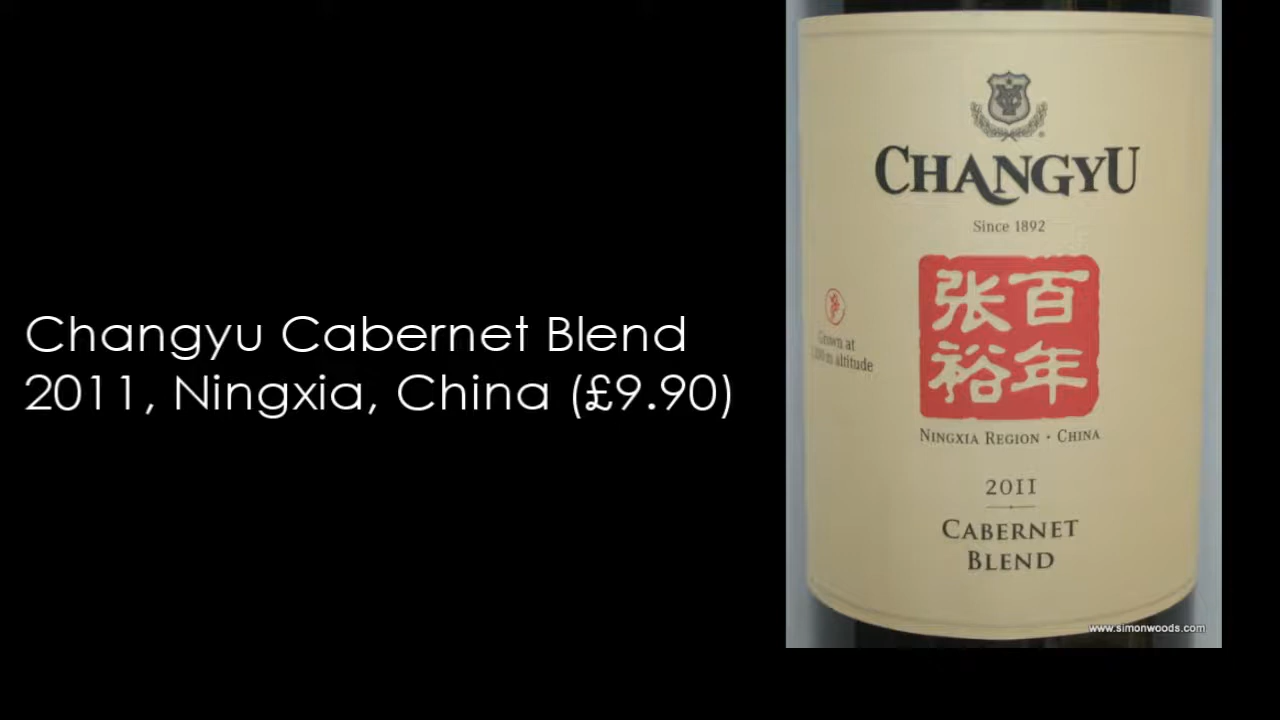 Changyu Cabernet Blend
2011, Ningxia, China (£9.90)
CHANGYU
Since 1892
张百
裕年
Grown at
altitude
NINGXIA REGION · CHINA
2011
CABERNET
BLEND
www.simonwoods.com